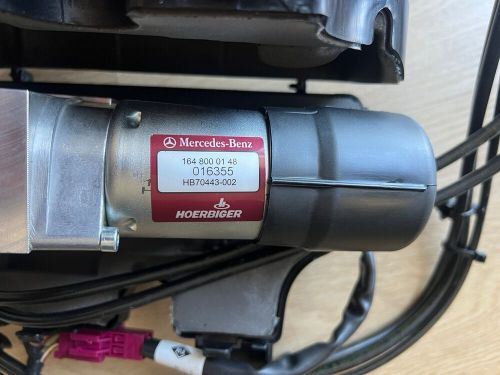 Mercedes-Benz
164 800 01 48
016355
HB70443-002
HOERBIGER